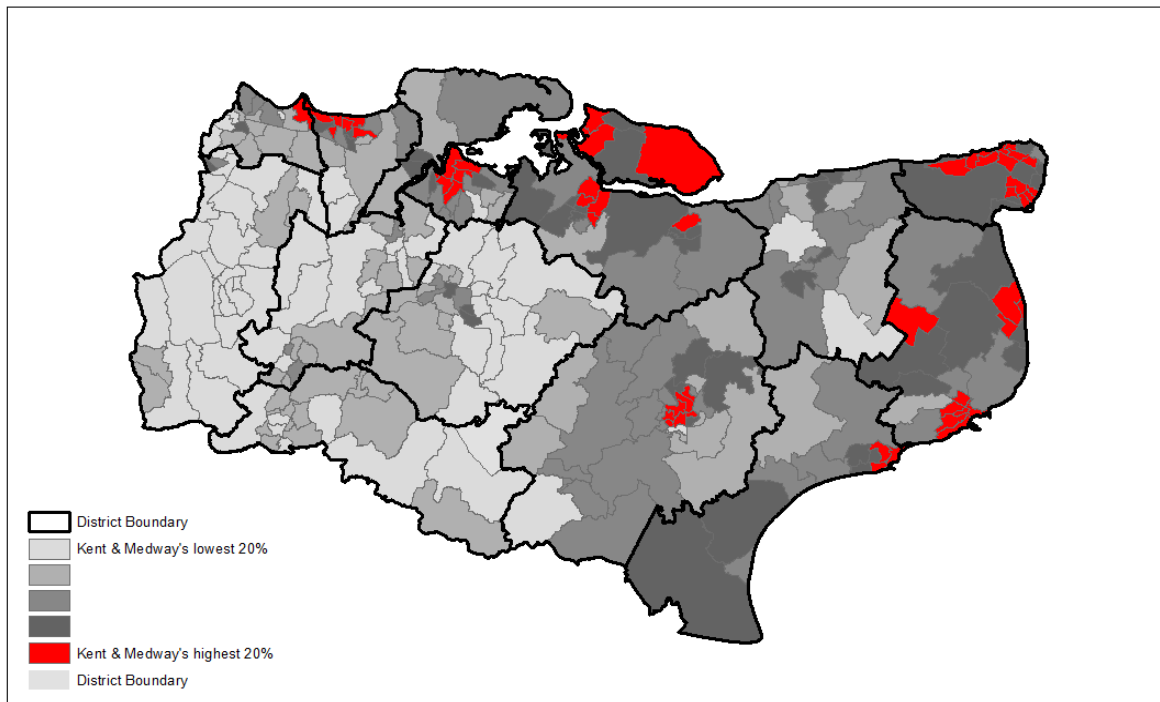 District Boundary
Kent & Medway's lowest 20%
Kent & Medway's highest 20%
District Boundary